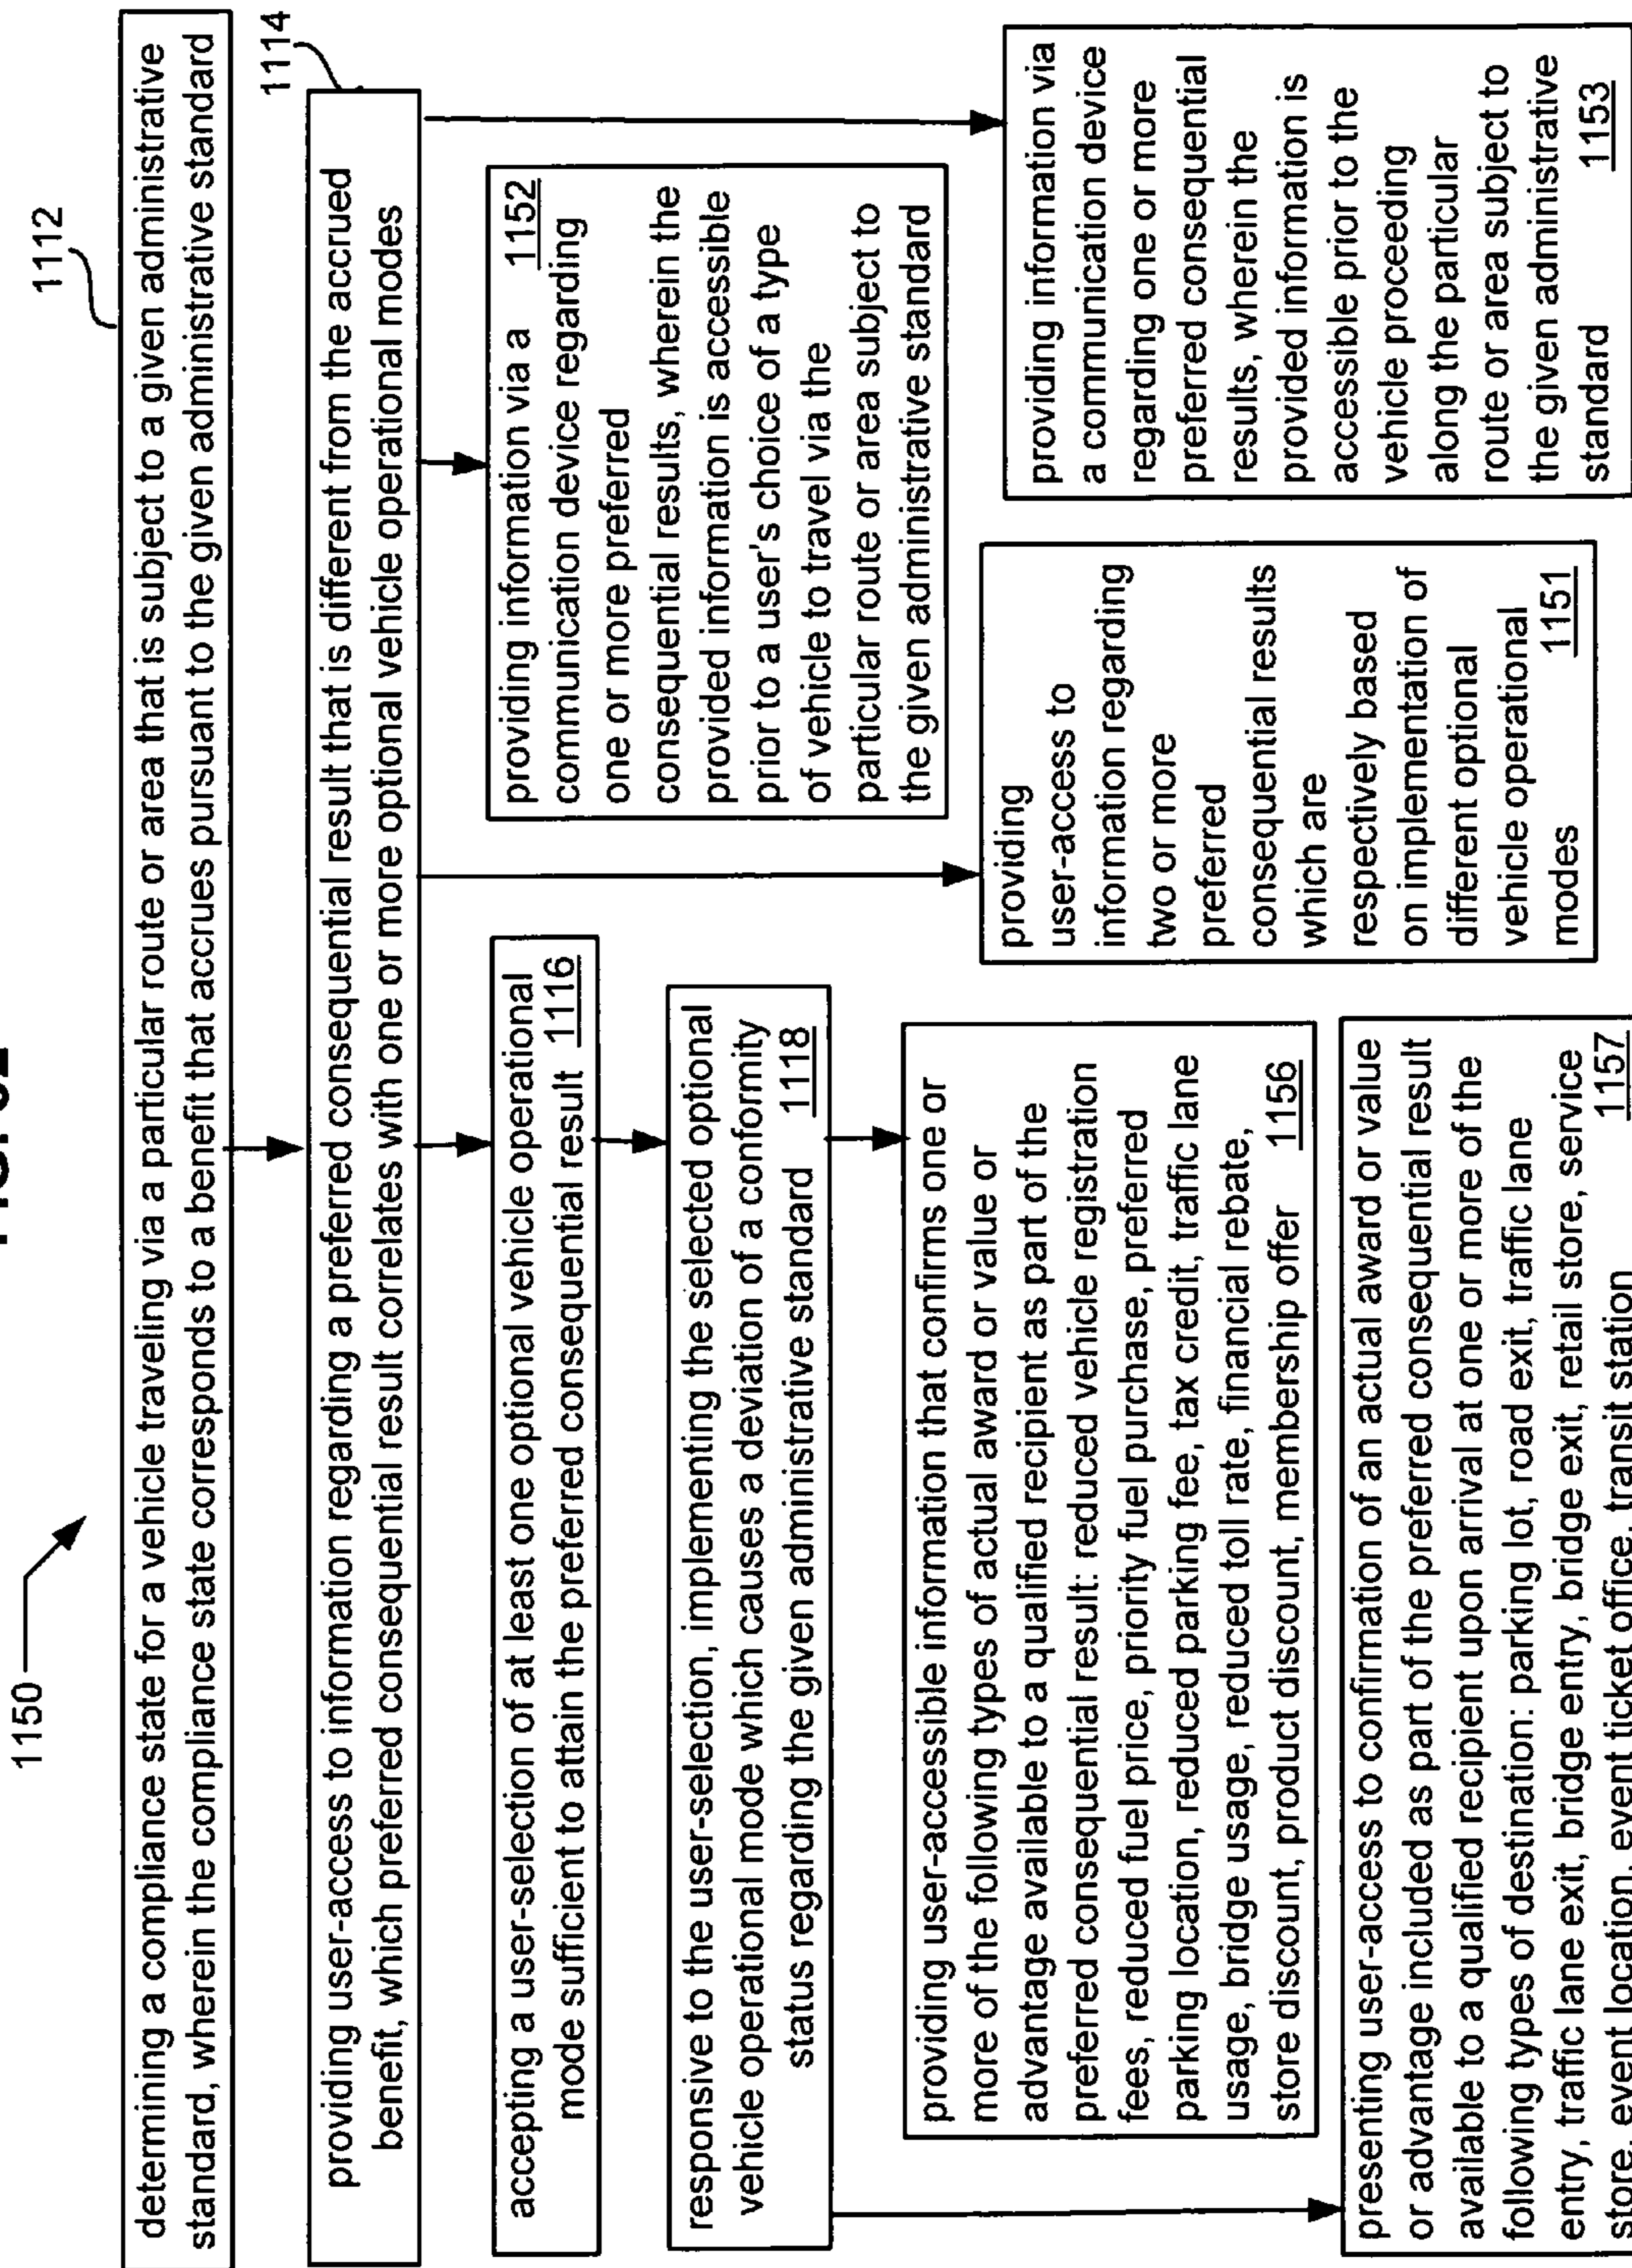 1150
1112
determining a compliance state for a vehicle traveling via a particular route or area that is subject to a given administrative
standard, wherein the compliance state corresponds to a benefit that accrues pursuant to the given administrative standard
1114
providing user-access to information regarding a preferred consequential result that is different from the accrued
benefit, which preferred consequential result correlates with one or more optional vehicle operational modes
accepting a user-selection of at least one optional vehicle operational
mode sufficient to attain the preferred consequential result 1116
responsive to the user-selection, implementing the selected optional
vehicle operational mode which causes a deviation of a conformity
status regarding the given administrative standard 1118
providing user-accessible information that confirms one or
more of the following types of actual award or value or
advantage available to a qualified recipient as part of the
preferred consequential result: reduced vehicle registration
fees, reduced fuel price, priority fuel purchase, preferred
parking location, reduced parking fee, tax credit, traffic lane
usage, bridge usage, reduced toll rate, financial rebate,
store discount, product discount, membership offer 1156
presenting user-access to confirmation of an actual award or value
or advantage included as part of the preferred consequential result
available to a qualified recipient upon arrival at one or more of the
following types of destination: parking lot, road exit, traffic lane
entry, traffic lane exit, bridge entry, bridge exit, retail store, service
store, event location, event ticket office, transit station 1157
providing information via a 1152
communication device regarding
one or more preferred
consequential results, wherein the
provided information is accessible
prior to a user's choice of a type
of vehicle to travel via the
particular route or area subject to
the given administrative standard
providing
user-access to
information regarding
two or more
preferred
consequential results
which are
respectively based
on implementation of
different optional
vehicle operational
modes 1151
providing information via
a communication device
regarding one or more
preferred consequential
results, wherein the
provided information is
accessible prior to the
vehicle proceeding
along the particular
route or area subject to
the given administrative
standard 1153